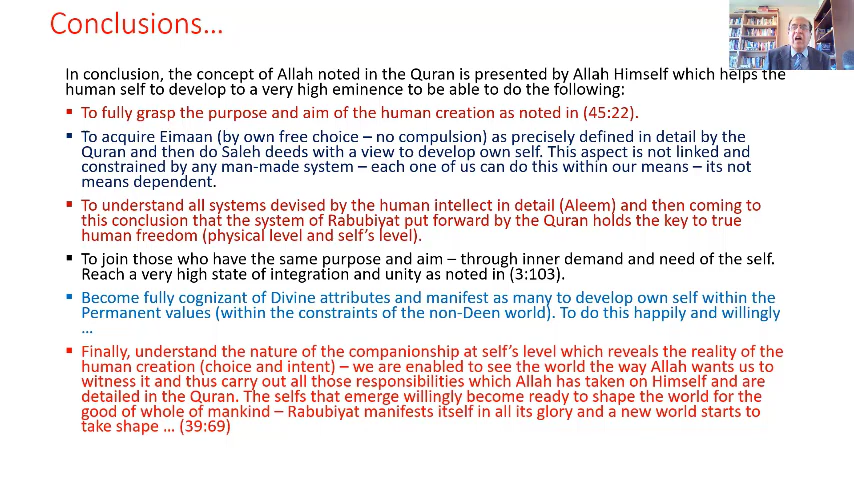 Conclusions…
In conclusion, the concept of Allah noted in the Quran is presented by Allah Himself which helps the
human self to develop to a very high eminence to be able to do the following:
▪ To fully grasp the purpose and aim of the human creation as noted in (45:22).
▪ To acquire Eimaan (by own free choice – no compulsion) as precisely defined in detail by the
Quran and then do Saleh deeds with a view to develop own self. This aspect is not linked and
constrained by any man-made system – each one of us can do this within our means – its not
means dependent.
▪ To understand all systems devised by the human intellect in detail (Aleem) and then coming to
this conclusion that the system of Rabubiyat put forward by the Quran holds the key to true
human freedom (physical level and self's level).
▪ To join those who have the same purpose and aim – through inner demand and need of the self.
Reach a very high state of integration and unity as noted in (3:103).
▪ Become fully cognizant of Divine attributes and manifest as many to develop own self within the
Permanent values (within the constraints of the non-Deen world). To do this happily and willingly
…
▪ Finally, understand the nature of the companionship at self's level which reveals the reality of the
human creation (choice and intent) – we are enabled to see the world the way Allah wants us to
witness it and thus carry out all those responsibilities which Allah has taken on Himself and are
detailed in the Quran. The selfs that emerge willingly become ready to shape the world for the
good of whole of mankind – Rabubiyat manifests itself in all its glory and a new world starts to
take shape … (39:69)